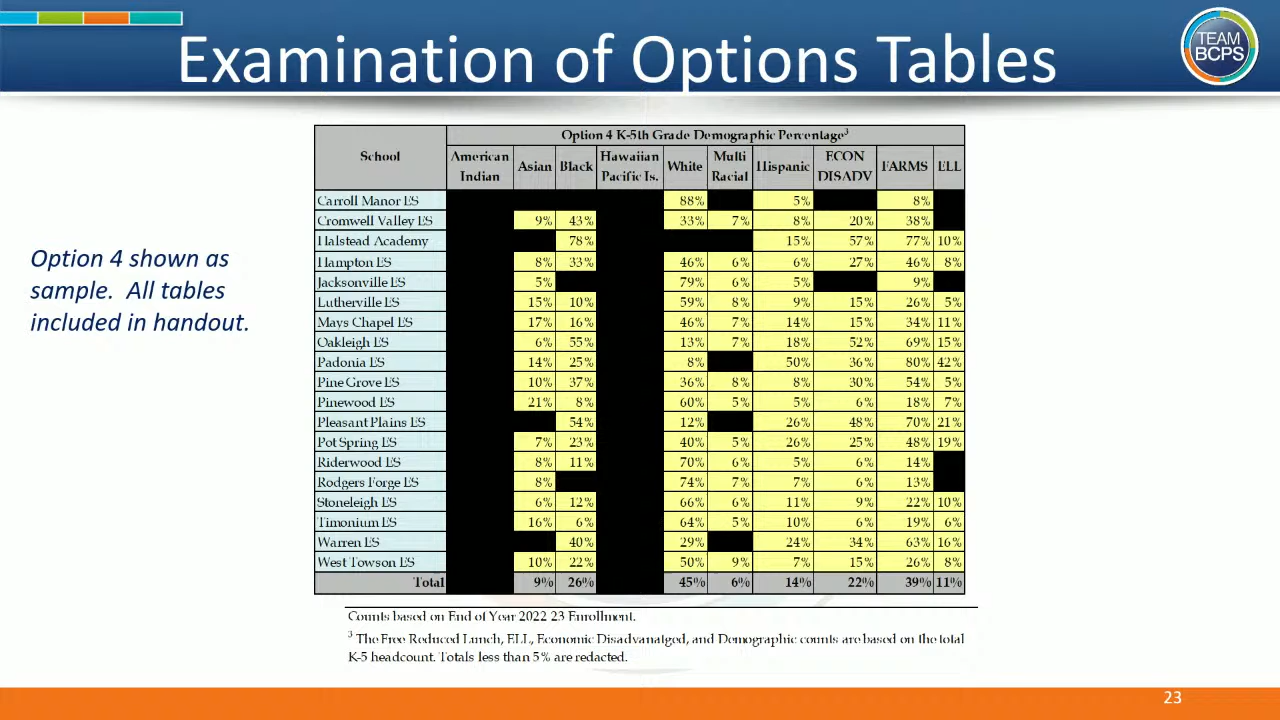 Examination of Options Tables
TEAM
BCPS
Option 4 shown as
sample. All tables
included in handout.
Option 4 K-5th Grade Demographic Percentage3
School American Indian Asian Black Hawaiian Pacific Is. White Multi Racial Hispanic ECON DISADV FARMS ELL
Carroll Manor ES 88% 5% 8%
Cromwell Valley ES 9% 43% 33% 7% 8% 20% 38%
Halstead Academy 78% 15% 57% 77% 10%
Hampton ES 8% 33% 46% 6% 6% 27% 46% 8%
Jacksonville ES 5% 79% 6% 5% 9%
Lutherville ES 15% 10% 59% 8% 9% 15% 26% 5%
Mays Chapel ES 17% 16% 46% 7% 14% 15% 34% 11%
Oakleigh ES 6% 55% 13% 7% 18% 52% 69% 15%
Padonia ES 14% 25% 8% 50% 36% 80% 42%
Pine Grove ES 10% 37% 36% 8% 8% 30% 54% 5%
Pinewood ES 21% 8% 60% 5% 5% 6% 18% 7%
Pleasant Plains ES 54% 12% 26% 48% 70% 21%
Pot Spring ES 7% 23% 40% 5% 26% 25% 48% 19%
Riderwood ES 8% 11% 70% 6% 5% 6% 14%
Rodgers Forge ES 8% 74% 7% 7% 6% 13%
Stoneleigh ES 6% 12% 66% 6% 11% 9% 22% 10%
Timonium ES 16% 6% 64% 5% 10% 6% 19% 6%
Warren ES 40% 29% 24% 34% 63% 16%
West Towson ES 10% 22% 50% 9% 7% 15% 26% 8%
Total 9% 26% 45% 6% 14% 22% 39% 11%
Counts based on End of Year 2022 23 Enrollment.
3 The Free Reduced Lunch, ELL, Economic Disadvanatged, and Demographic counts are based on the total
K-5 headcount. Totals less than 5% are redacted.
23